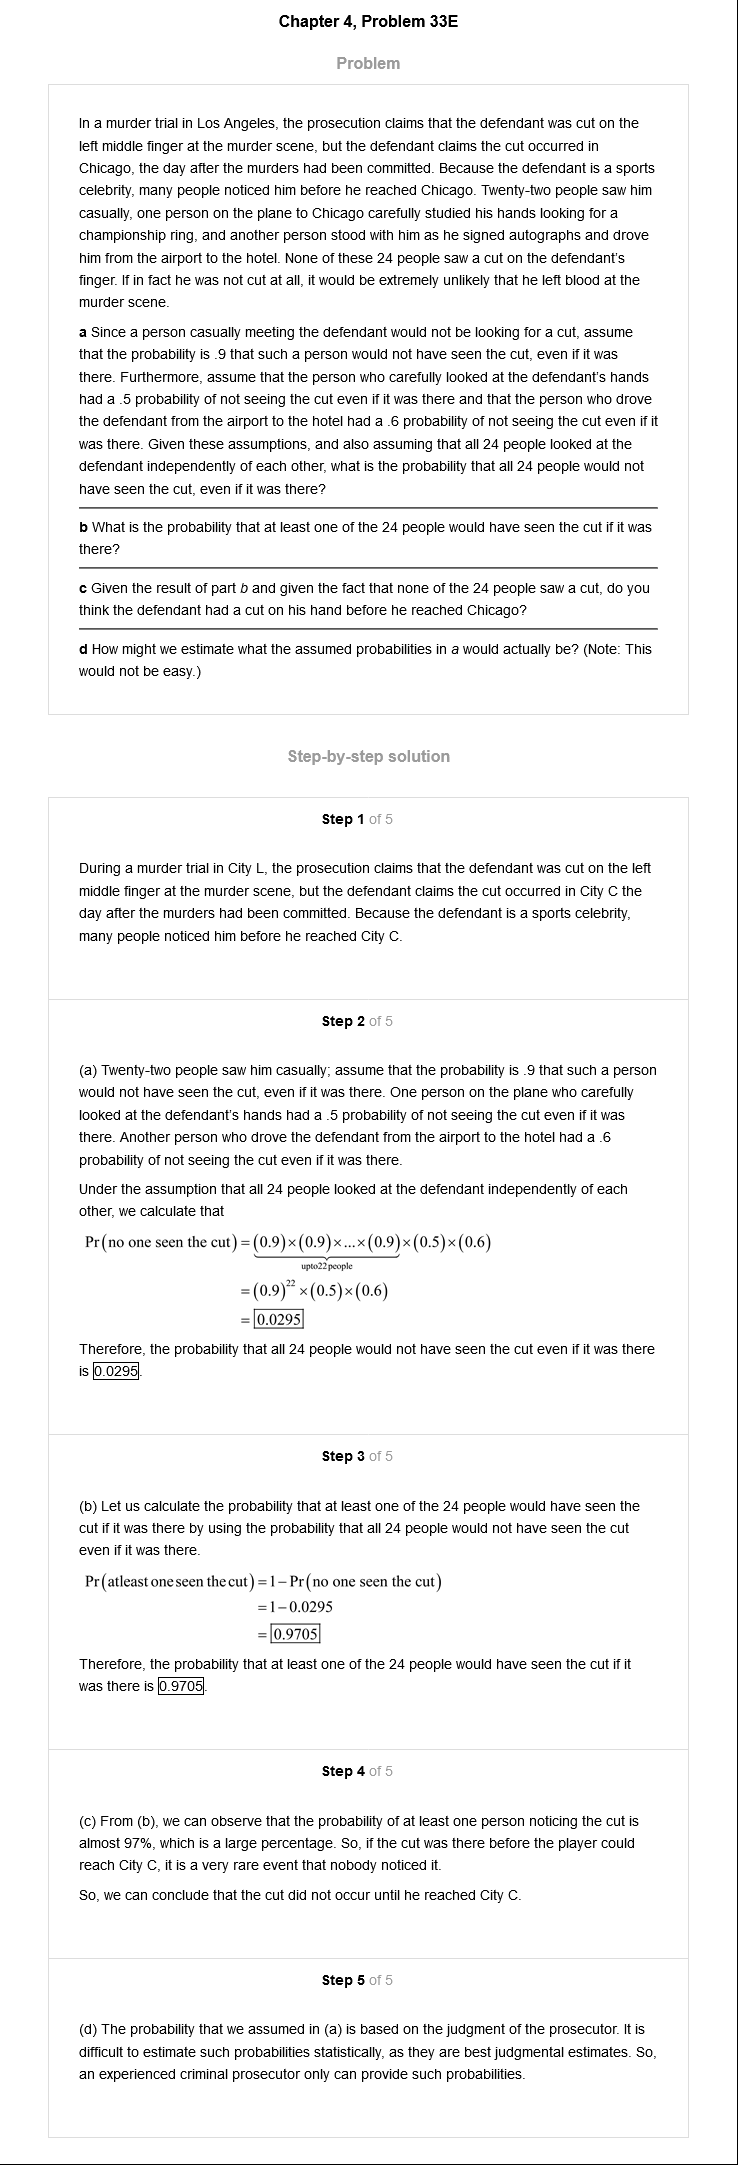 Chapter 4, Problem 33E
Problem
In a murder trial in Los Angeles, the prosecution claims that the defendant was cut on the
left middle finger at the murder scene, but the defendant claims the cut occurred in
Chicago, the day after the murders had been committed. Because the defendant is a sports
celebrity, many people noticed him before he reached Chicago. Twenty-two people saw him
casually, one person on the plane to Chicago carefully studied his hands looking for a
championship ring, and another person stood with him as he signed autographs and drove
him from the airport to the hotel. None of these 24 people saw a cut on the defendant's
finger. If in fact he was not cut at all, it would be extremely unlikely that he left blood at the
murder scene.
a Since a person casually meeting the defendant would not be looking for a cut, assume
that the probability is .9 that such a person would not have seen the cut, even if it was
there. Furthermore, assume that the person who carefully looked at the defendant's hands
had a .5 probability of not seeing the cut even if it was there and that the person who drove
the defendant from the airport to the hotel had a .6 probability of not seeing the cut even if it
was there. Given these assumptions, and also assuming that all 24 people looked at the
defendant independently of each other, what is the probability that all 24 people would not
have seen the cut, even if it was there?
b What is the probability that at least one of the 24 people would have seen the cut if it was
there?
c Given the result of part b and given the fact that none of the 24 people saw a cut, do you
think the defendant had a cut on his hand before he reached Chicago?
d How might we estimate what the assumed probabilities in a would actually be? (Note: This
would not be easy.)
Step-by-step solution
Step 1 of 5
During a murder trial in City L, the prosecution claims that the defendant was cut on the left
middle finger at the murder scene, but the defendant claims the cut occurred in City C the
day after the murders had been committed. Because the defendant is a sports celebrity,
many people noticed him before he reached City C.
Step 2 of 5
(a) Twenty-two people saw him casually; assume that the probability is .9 that such a person
would not have seen the cut, even if it was there. One person on the plane who carefully
looked at the defendant's hands had a .5 probability of not seeing the cut even if it was
there. Another person who drove the defendant from the airport to the hotel had a .6
probability of not seeing the cut even if it was there.
Under the assumption that all 24 people looked at the defendant independently of each
other, we calculate that
Pr(no one seen the cut) = (0.9)×(0.9)×...×(0.9)×(0.5)×(0.6)
upto22people
= (0.9)^22 ×(0.5)×(0.6)
= 0.0295
Therefore, the probability that all 24 people would not have seen the cut even if it was there
is 0.0295.
Step 3 of 5
(b) Let us calculate the probability that at least one of the 24 people would have seen the
cut if it was there by using the probability that all 24 people would not have seen the cut
even if it was there.
Pr(atleast one seen the cut) = 1 − Pr(no one seen the cut)
= 1 − 0.0295
= 0.9705
Therefore, the probability that at least one of the 24 people would have seen the cut if it
was there is 0.9705.
Step 4 of 5
(c) From (b), we can observe that the probability of at least one person noticing the cut is
almost 97%, which is a large percentage. So, if the cut was there before the player could
reach City C, it is a very rare event that nobody noticed it.
So, we can conclude that the cut did not occur until he reached City C.
Step 5 of 5
(d) The probability that we assumed in (a) is based on the judgment of the prosecutor. It is
difficult to estimate such probabilities statistically, as they are best judgmental estimates. So,
an experienced criminal prosecutor only can provide such probabilities.